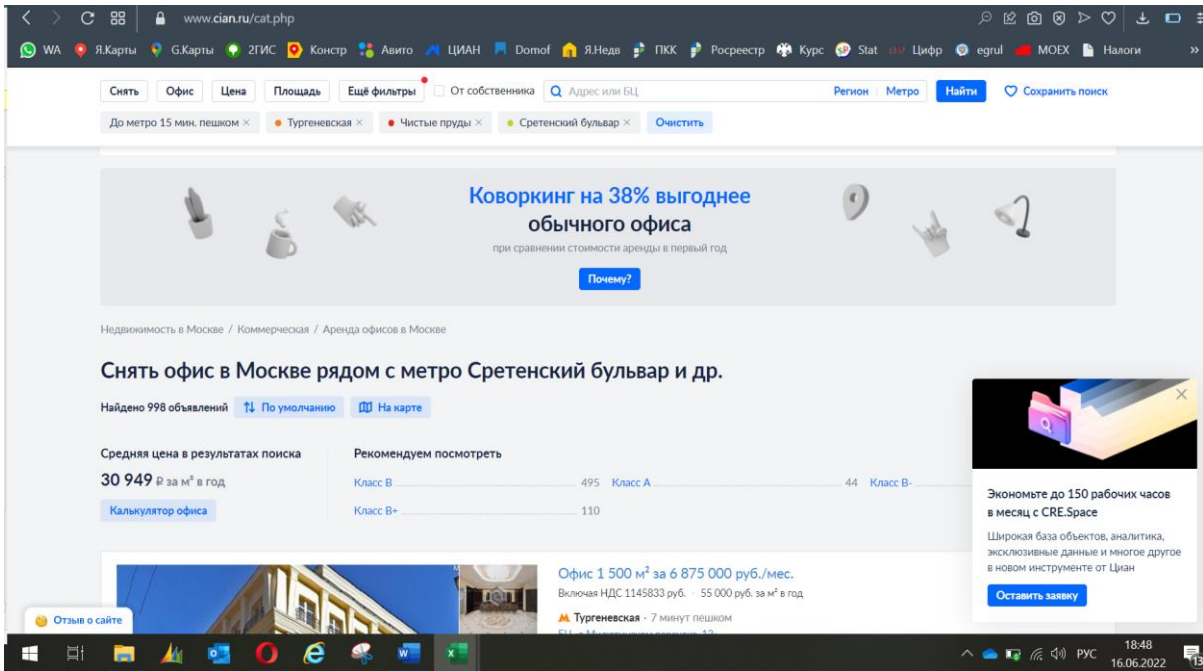 www.cian.ru/cat.php
WA Я.Карты G.Карты 2ГИС Констр Авито ЦИАН Domof Я.Недв ПКК Росреестр Курс Stat Цифр egrul MOEX Налоги »
Снять Офис Цена Площадь Ещё фильтры От собственника Адрес или БЦ Регион Метро Найти Сохранить поиск
До метро 15 мин. пешком × Тургеневская × Чистые пруды × Сретенский бульвар × Очистить
Коворкинг на 38% выгоднее
обычного офиса
при сравнении стоимости аренды в первый год
Почему?
Недвижимость в Москве / Коммерческая / Аренда офисов в Москве
Снять офис в Москве рядом с метро Сретенский бульвар и др.
Найдено 998 объявлений По умолчанию На карте
Средняя цена в результатах поиска
30 949 ₽ за м² в год
Калькулятор офиса
Рекомендуем посмотреть
Класс B 495 Класс A 44 Класс B-
Класс B+ 110
Экономьте до 150 рабочих часов
в месяц с CRE.Space
Широкая база объектов, аналитика,
эксклюзивные данные и многое другое
в новом инструменте от Циан
Оставить заявку
Офис 1 500 м² за 6 875 000 руб./мес.
Включая НДС 1145833 руб. · 55 000 руб. за м² в год
Тургеневская · 7 минут пешком
Отзыв о сайте
РУС
18:48
16.06.2022